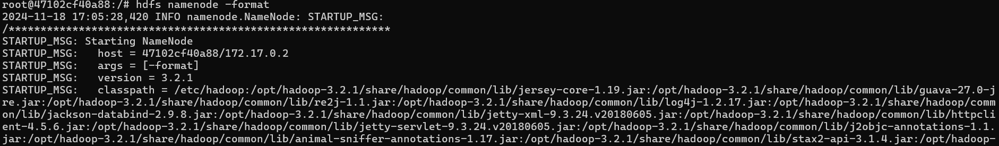 root@47102cf40a88:/# hdfs namenode -format
2024-11-18 17:05:28,420 INFO namenode.NameNode: STARTUP_MSG:
/************************************************************
STARTUP_MSG: Starting NameNode
STARTUP_MSG:   host = 47102cf40a88/172.17.0.2
STARTUP_MSG:   args = [-format]
STARTUP_MSG:   version = 3.2.1
STARTUP_MSG:   classpath = /etc/hadoop:/opt/hadoop-3.2.1/share/hadoop/common/lib/jersey-core-1.19.jar:/opt/hadoop-3.2.1/share/hadoop/common/lib/guava-27.0-j
re.jar:/opt/hadoop-3.2.1/share/hadoop/common/lib/re2j-1.1.jar:/opt/hadoop-3.2.1/share/hadoop/common/lib/log4j-1.2.17.jar:/opt/hadoop-3.2.1/share/hadoop/comm
on/lib/jackson-databind-2.9.8.jar:/opt/hadoop-3.2.1/share/hadoop/common/lib/jetty-xml-9.3.24.v20180605.jar:/opt/hadoop-3.2.1/share/hadoop/common/lib/httpcli
ent-4.5.6.jar:/opt/hadoop-3.2.1/share/hadoop/common/lib/jetty-servlet-9.3.24.v20180605.jar:/opt/hadoop-3.2.1/share/hadoop/common/lib/j2objc-annotations-1.1.
jar:/opt/hadoop-3.2.1/share/hadoop/common/lib/animal-sniffer-annotations-1.17.jar:/opt/hadoop-3.2.1/share/hadoop/common/lib/stax2-api-3.1.4.jar:/opt/hadoop-